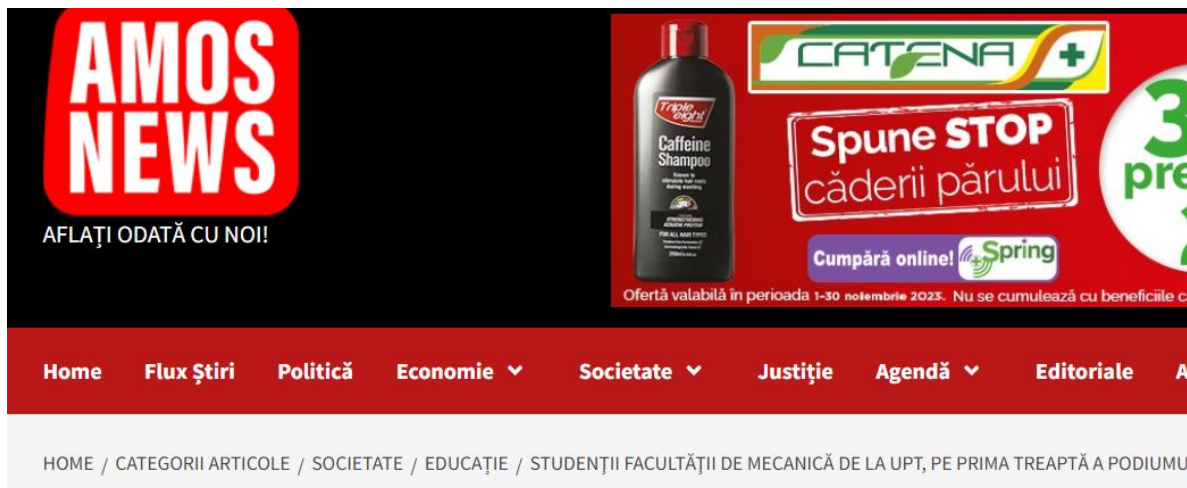 AMOS
NEWS
AFLAȚI ODATĂ CU NOI!
CATENA
Triple
eight
Caffeine
Shampoo
FOR ALL HAIR TYPES
Spune STOP
căderii părului
Cumpără online! Spring
Ofertă valabilă în perioada 1-30 noiembrie 2023. Nu se cumulează cu beneficiile
3
pre
Home Flux Știri Politică Economie Societate Justiție Agendă Editoriale A
HOME / CATEGORII ARTICOLE / SOCIETATE / EDUCAȚIE / STUDENŢII FACULTĂŢII DE MECANICĂ DE LA UPT, PE PRIMA TREAPTĂ A PODIUMU